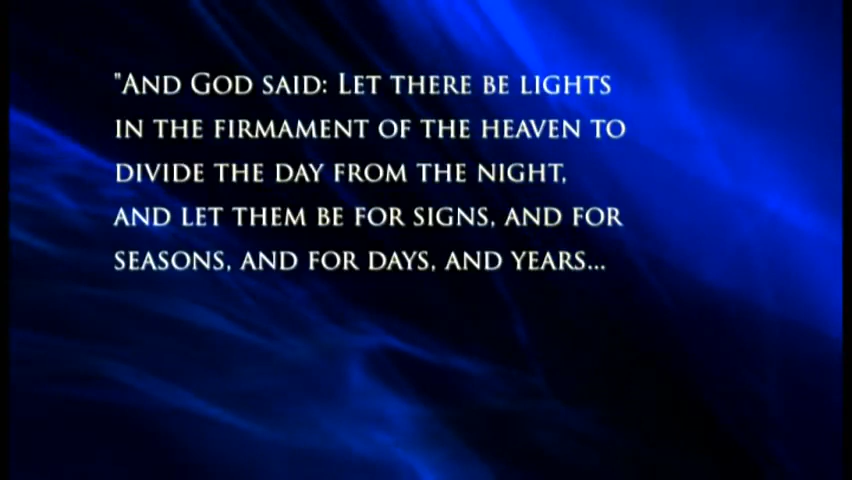 "And God said: Let there be lights
in the firmament of the heaven to
divide the day from the night,
and let them be for signs, and for
seasons, and for days, and years...